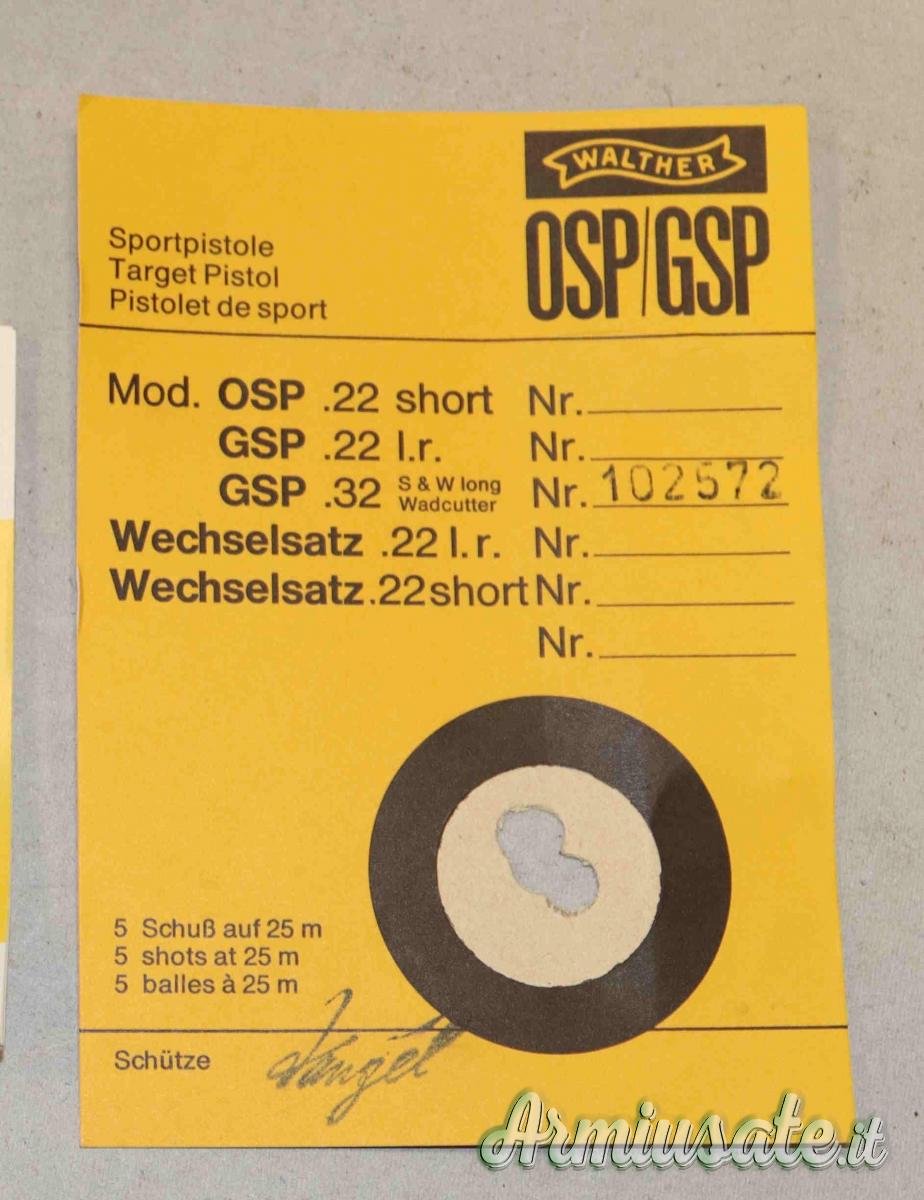 WALTHER
OSP/GSP
Sportpistole
Target Pistol
Pistolet de sport
Mod. OSP .22 short Nr.
GSP .22 l.r. Nr.
GSP .32 S & W long Wadcutter Nr. 102572
Wechselsatz .22 l.r. Nr.
Wechselsatz .22 short Nr.
Nr.
5 Schuß auf 25 m
5 shots at 25 m
5 balles à 25 m
Schütze
Armiusate.it